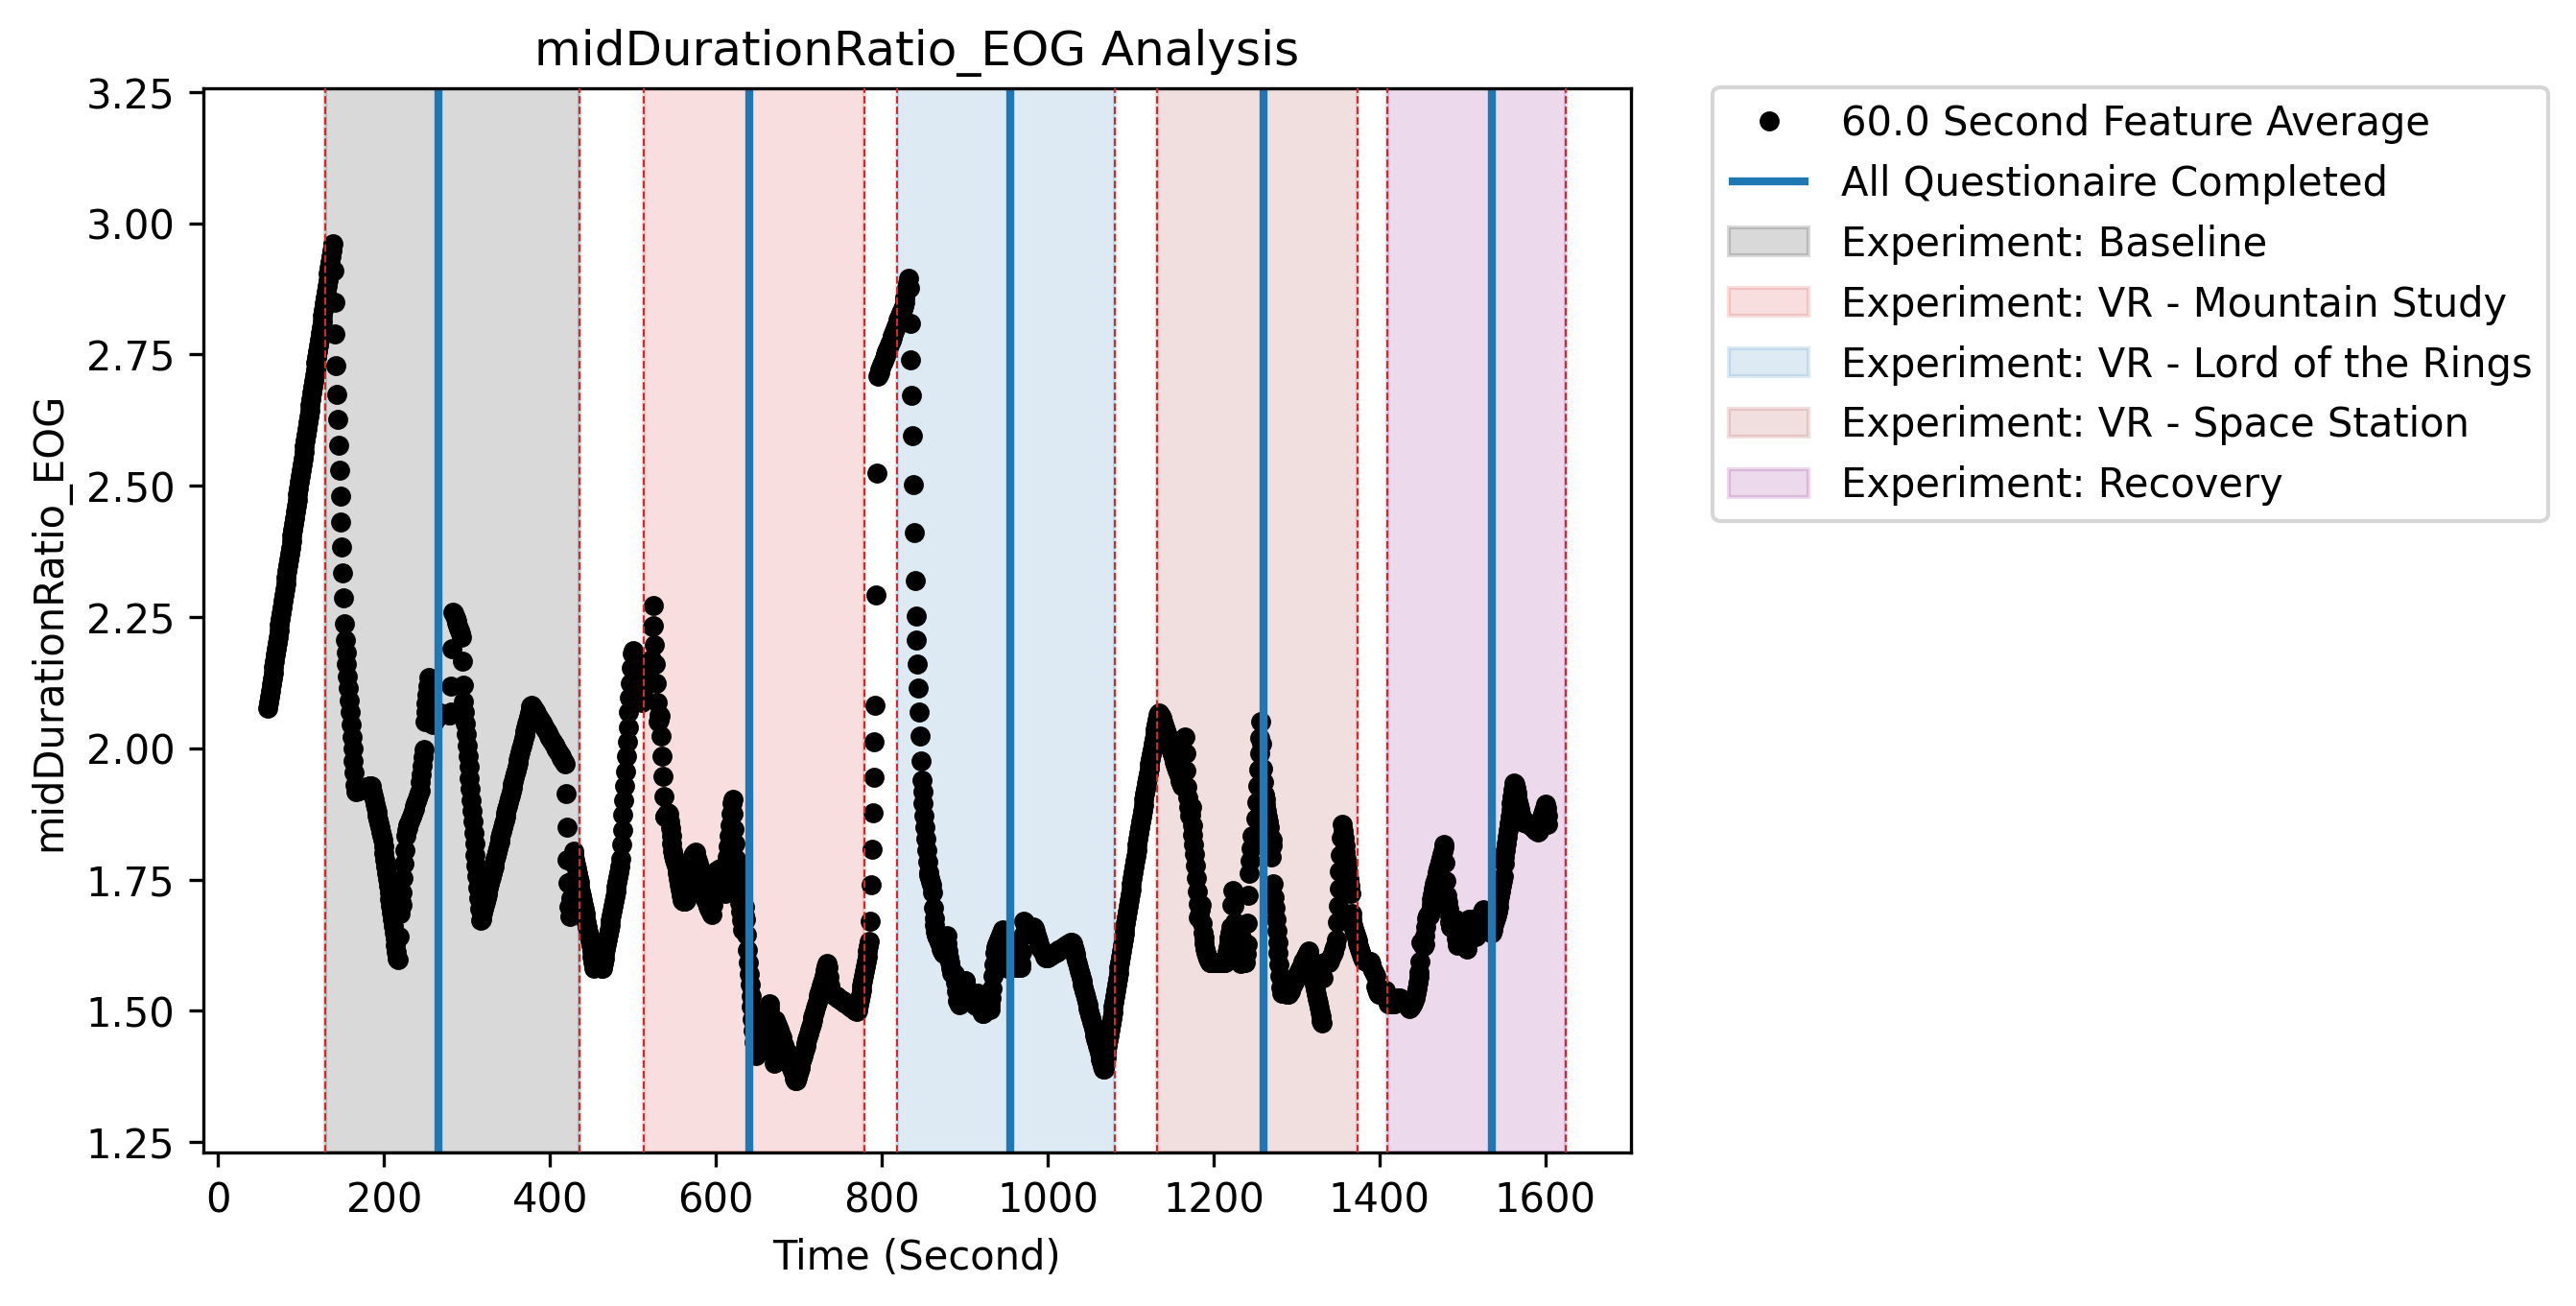 midDurationRatio_EOG Analysis
midDurationRatio_EOG
3.25
3.00
2.75
2.50
2.25
2.00
1.75
1.50
1.25
0 200 400 600 800 1000 1200 1400 1600
Time (Second)
60.0 Second Feature Average
All Questionaire Completed
Experiment: Baseline
Experiment: VR - Mountain Study
Experiment: VR - Lord of the Rings
Experiment: VR - Space Station
Experiment: Recovery